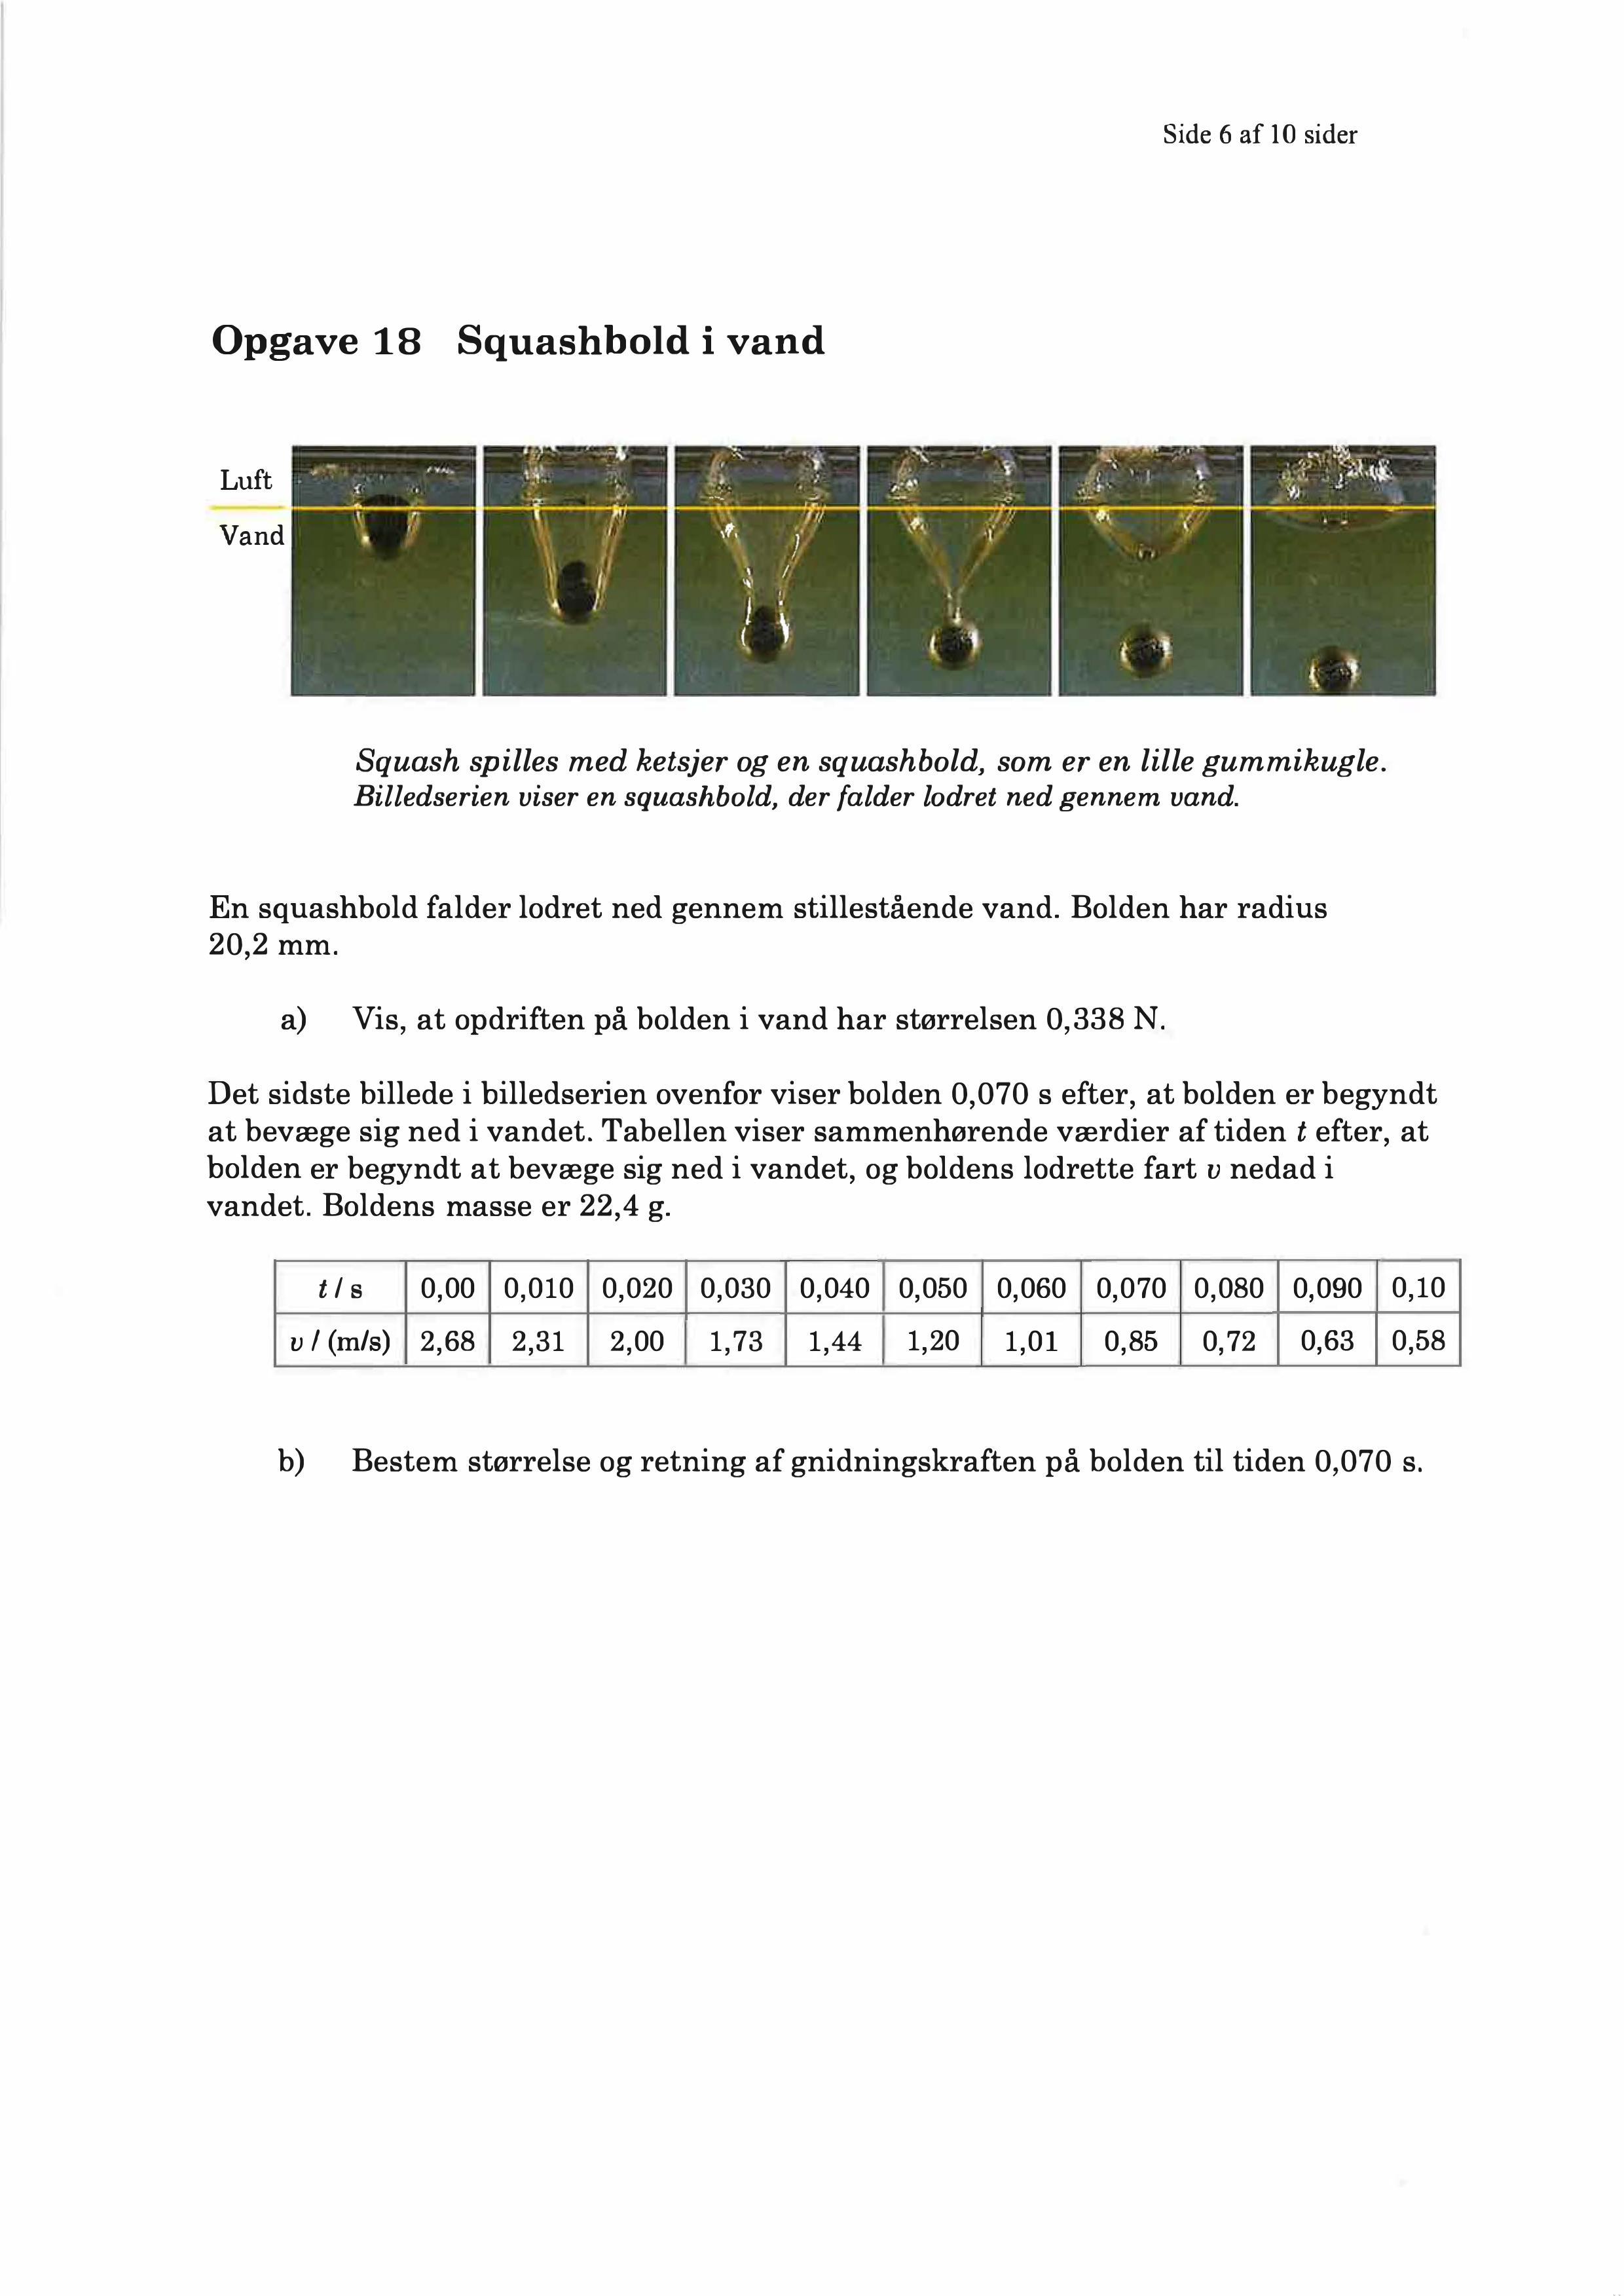 Side 6 af 10 sider
Opgave 18 Squashbold i vand
Luft
Vand
Squash spilles med ketsjer og en squashbold, som er en lille gummikugle.
Billedserien viser en squashbold, der falder lodret ned gennem vand.
En squashbold falder lodret ned gennem stillestående vand. Bolden har radius
20,2 mm.
a) Vis, at opdriften på bolden i vand har størrelsen 0,338 N.
Det sidste billede i billedserien ovenfor viser bolden 0,070 s efter, at bolden er begyndt
at bevæge sig ned i vandet. Tabellen viser sammenhørende værdier af tiden t efter, at
bolden er begyndt at bevæge sig ned i vandet, og boldens lodrette fart v nedad i
vandet. Boldens masse er 22,4 g.
t / s 0,00 0,010 0,020 0,030 0,040 0,050 0,060 0,070 0,080 0,090 0,10
v / (m/s) 2,68 2,31 2,00 1,73 1,44 1,20 1,01 0,85 0,72 0,63 0,58
b) Bestem størrelse og retning af gnidningskraften på bolden til tiden 0,070 s.